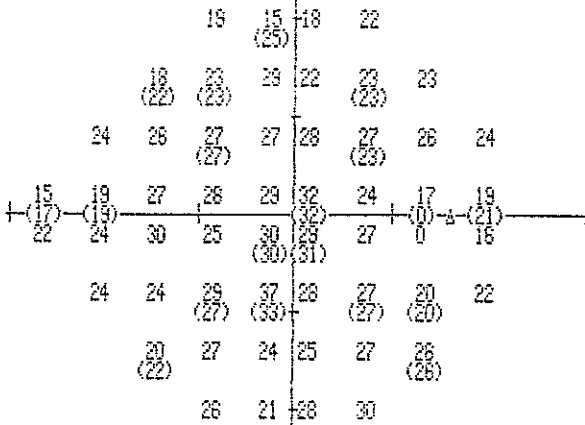 19 15 18 22
(25)
18 23 29 22 23 23
(22) (23) (23)
24 26 27 27 28 27 26 24
(27) (23)
15 19 27 28 29 32 24 17 19
(17) (19) (32) (0) (21)
22 24 30 25 30 29 27 0 16
(30) (31)
24 24 29 37 28 27 20 22
(27) (33) (27) (20)
20 27 24 25 27 26
(22) (26)
26 21 28 30